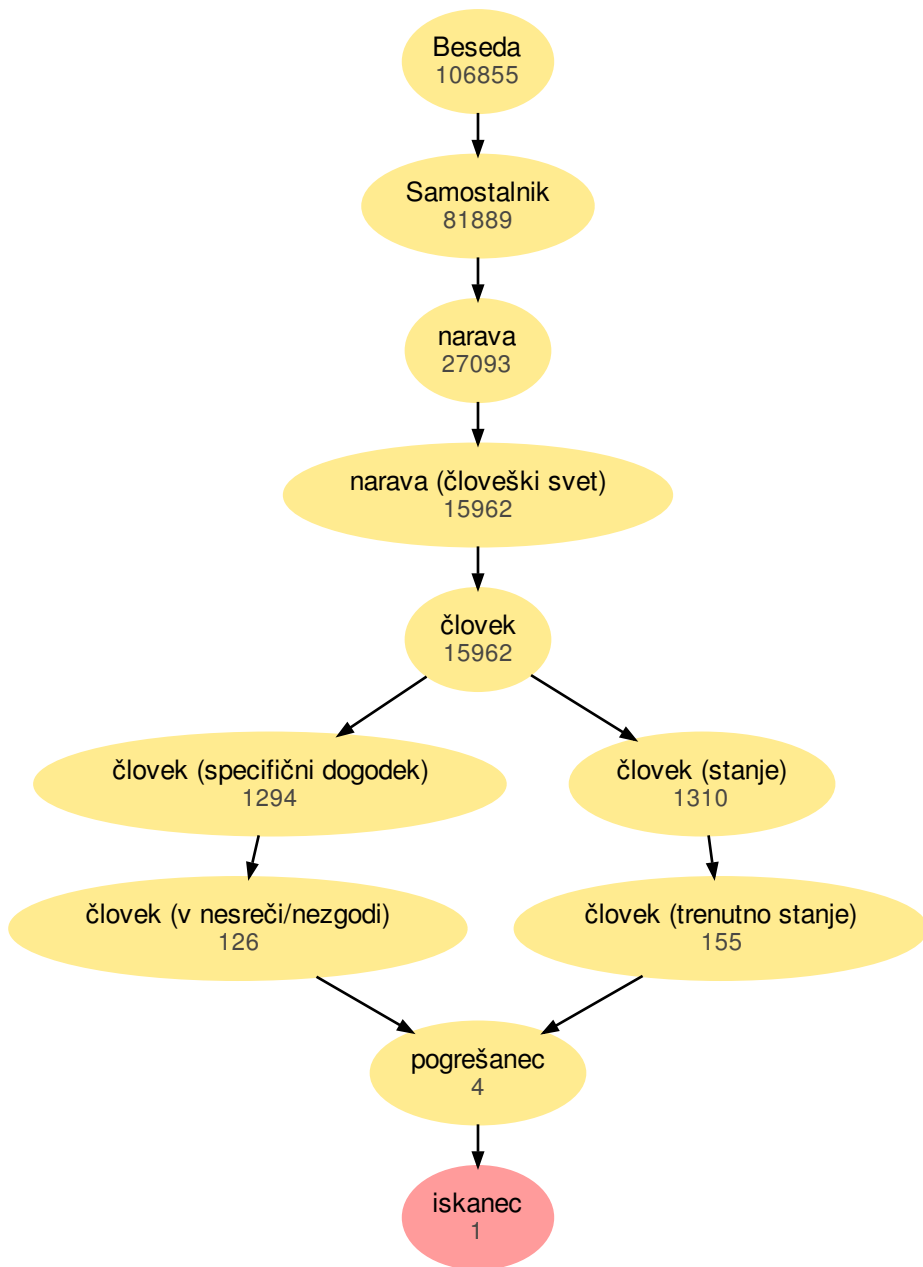 Beseda
106855
Samostalnik
81889
narava
27093
narava (človeški svet)
15962
človek
15962
človek (specifični dogodek)
1294
človek (stanje)
1310
človek (v nesreči/nezgodi)
126
človek (trenutno stanje)
155
pogrešanec
4
iskanec
1